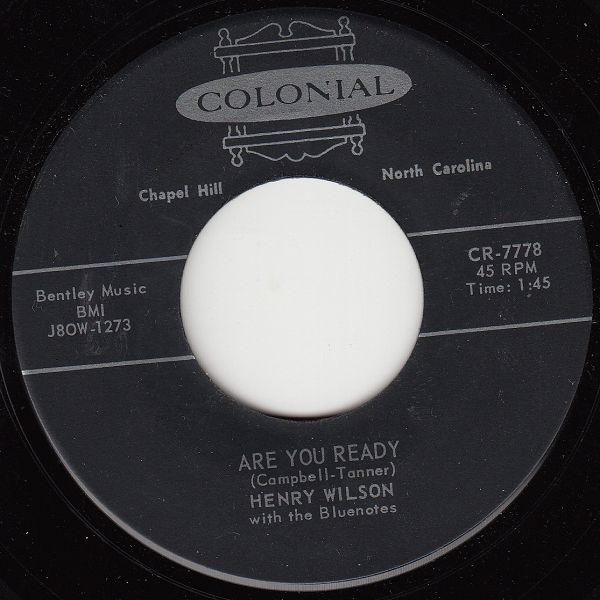 COLONIAL
Chapel Hill
North Carolina
Bentley Music
BMI
J8OW-1273
CR-7778
45 RPM
Time: 1:45
ARE YOU READY
(Campbell-Tanner)
HENRY WILSON
with the Bluenotes